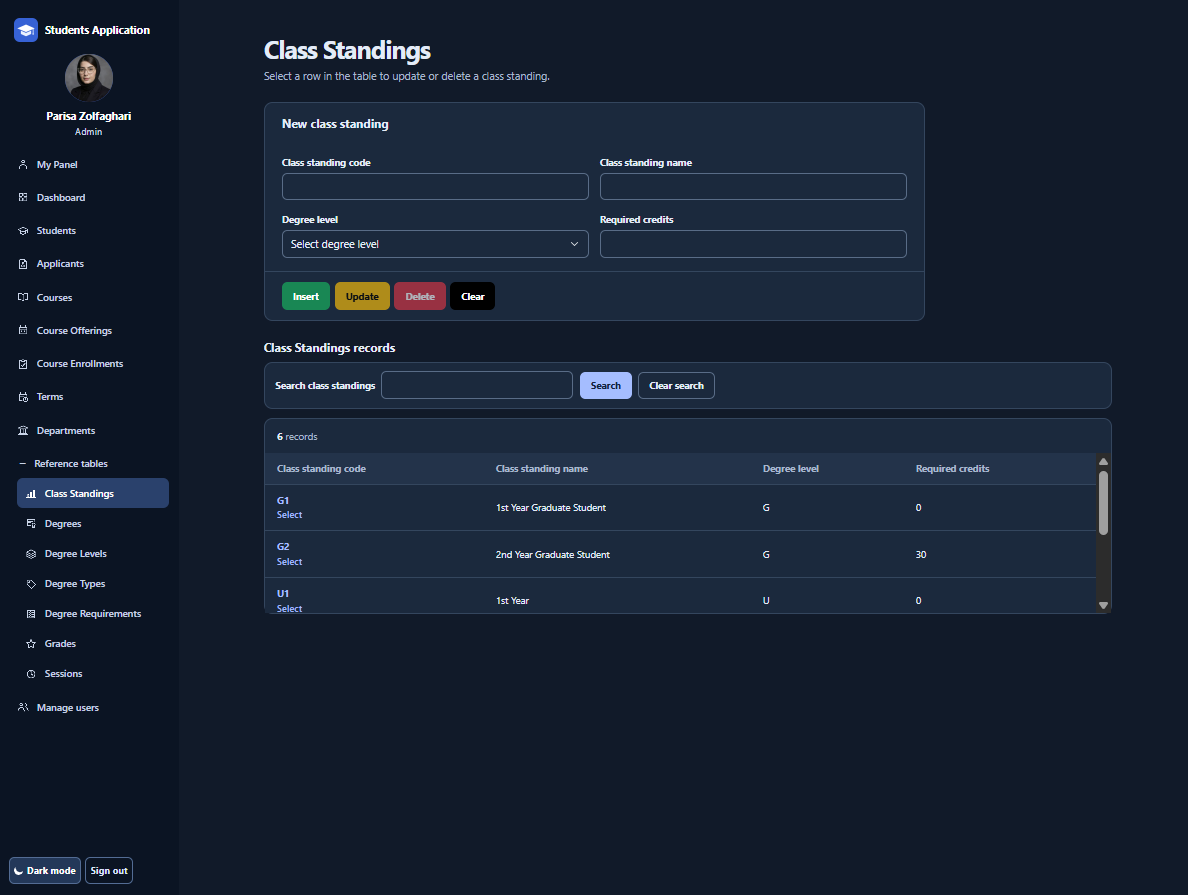 Students Application
Parisa Zolfaghari
Admin
My Panel
Dashboard
Students
Applicants
Courses
Course Offerings
Course Enrollments
Terms
Departments
Reference tables
Class Standings
Degrees
Degree Levels
Degree Types
Degree Requirements
Grades
Sessions
Manage users
Dark mode Sign out
Class Standings
Select a row in the table to update or delete a class standing.
New class standing
Class standing code Class standing name
Degree level Required credits
Select degree level
Insert Update Delete Clear
Class Standings records
Search class standings Search Clear search
6 records
Class standing code Class standing name Degree level Required credits
G1
Select 1st Year Graduate Student G 0
G2
Select 2nd Year Graduate Student G 30
U1
Select 1st Year U 0